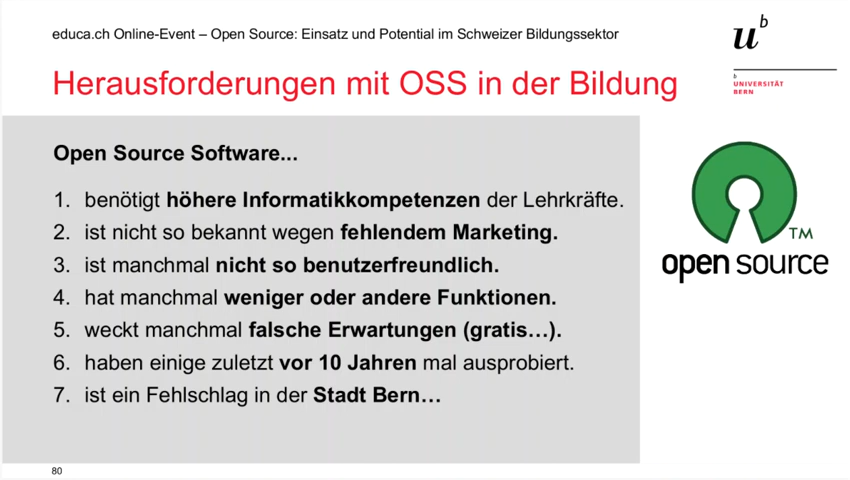 educa.ch Online-Event – Open Source: Einsatz und Potential im Schweizer Bildungssektor
u b
Herausforderungen mit OSS in der Bildung
b
UNIVERSITÄT
BERN
Open Source Software...
1. benötigt höhere Informatikkompetenzen der Lehrkräfte.
2. ist nicht so bekannt wegen fehlendem Marketing.
3. ist manchmal nicht so benutzerfreundlich.
4. hat manchmal weniger oder andere Funktionen.
5. weckt manchmal falsche Erwartungen (gratis…).
6. haben einige zuletzt vor 10 Jahren mal ausprobiert.
7. ist ein Fehlschlag in der Stadt Bern…
TM
open source
80